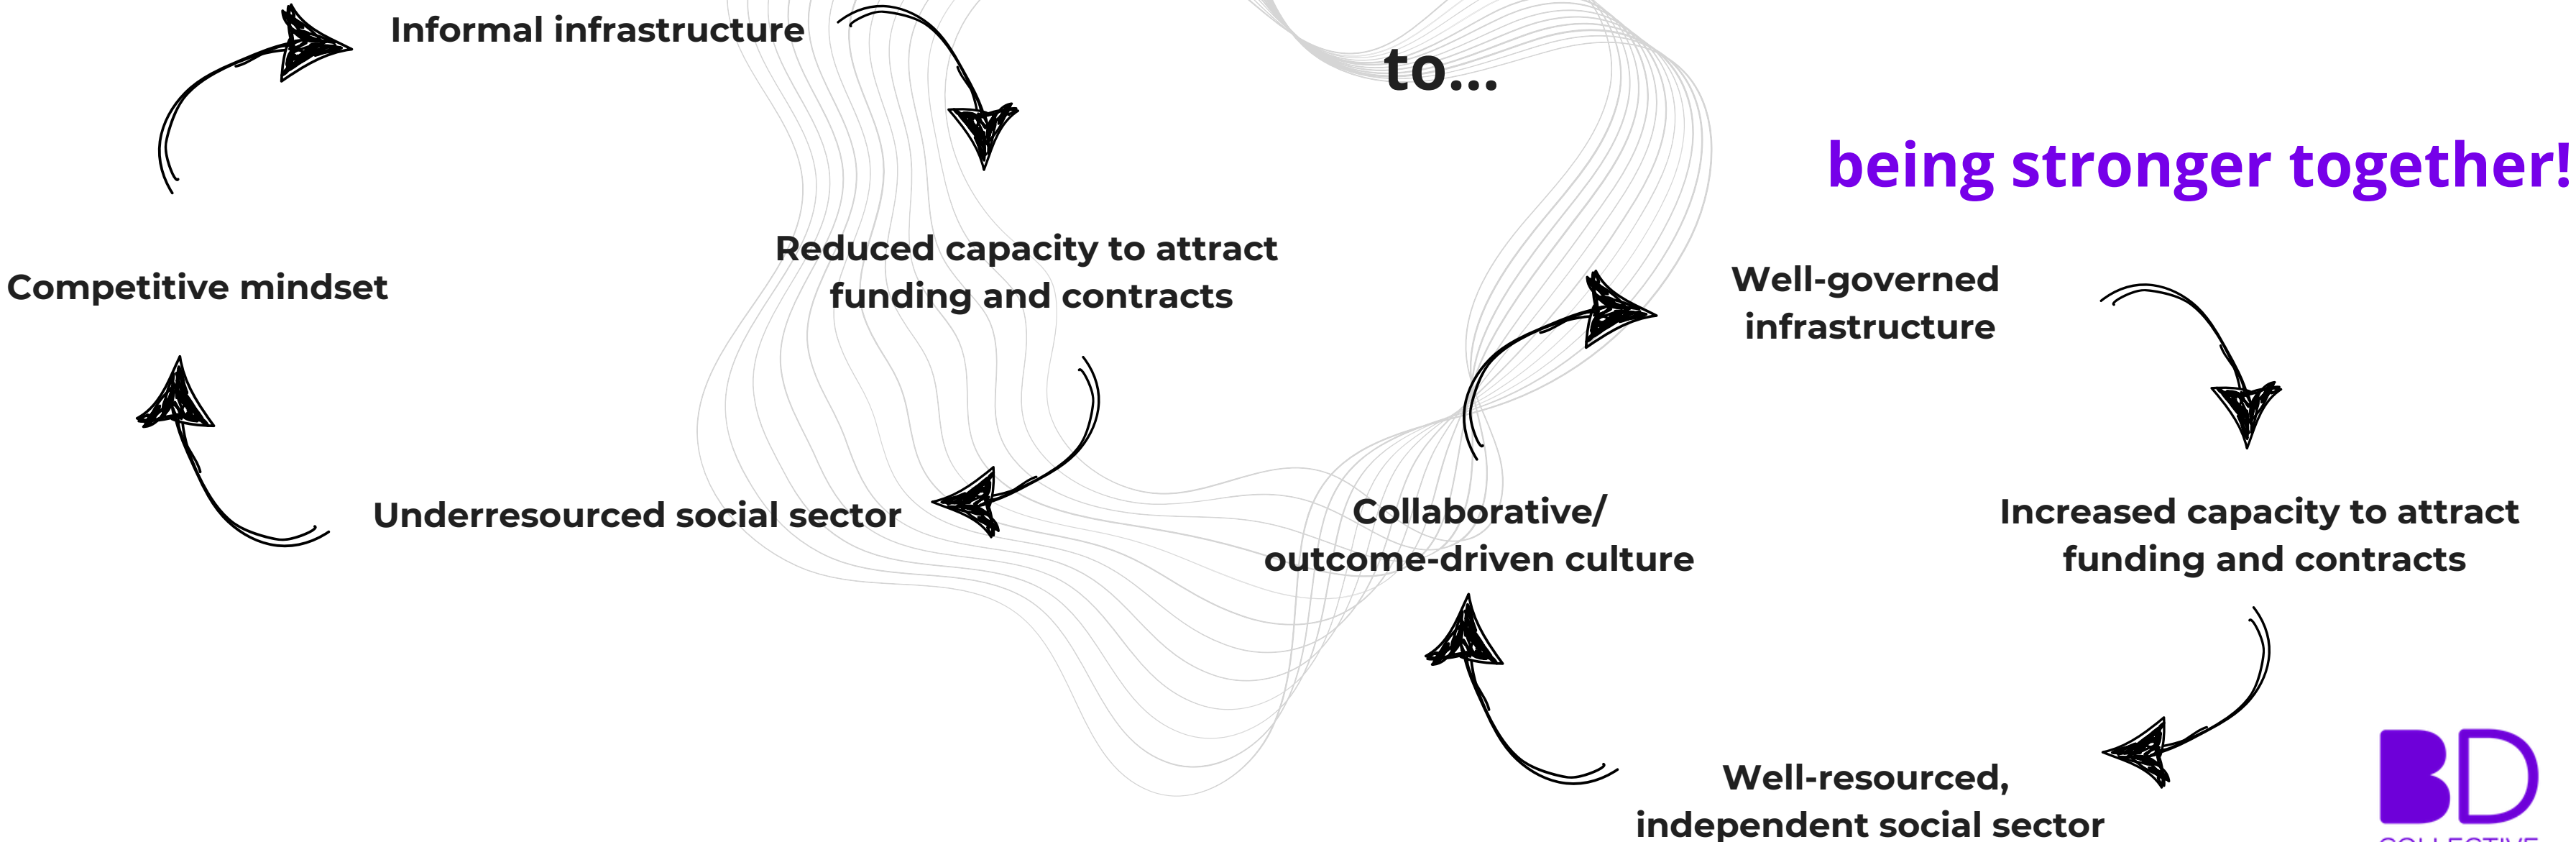 Informal infrastructure
Reduced capacity to attract
funding and contracts
Competitive mindset
Underresourced social sector
to...
being stronger together!
Well-governed
infrastructure
Collaborative/
outcome-driven culture
Increased capacity to attract
funding and contracts
Well-resourced,
independent social sector
BD
COLLECTIVE